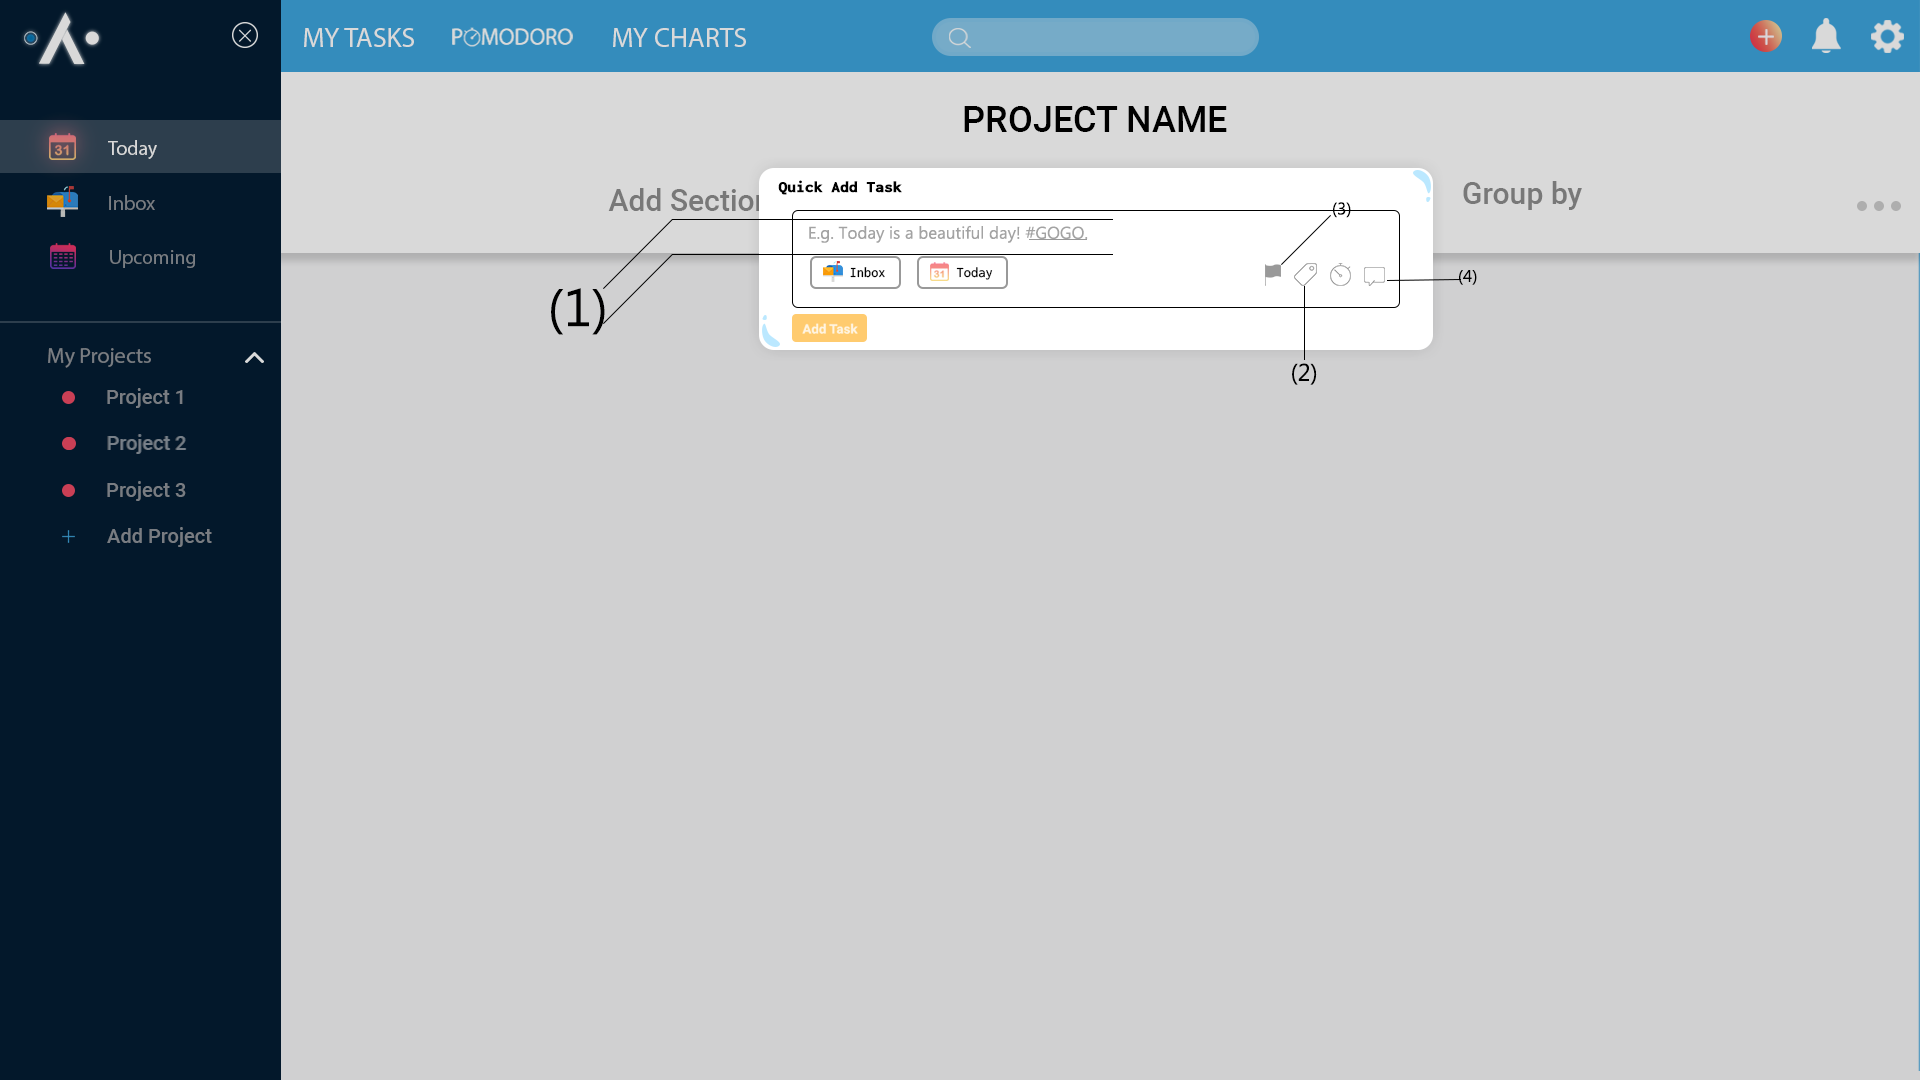 MY TASKS
POMODORO
MY CHARTS
PROJECT NAME
31 Today
Inbox
Upcoming
Add Section
Group by
Quick Add Task
(3)
E.g. Today is a beautiful day! #GOGO.
Inbox
31 Today
(4)
(1)
Add Task
(2)
My Projects
Project 1
Project 2
Project 3
+ Add Project